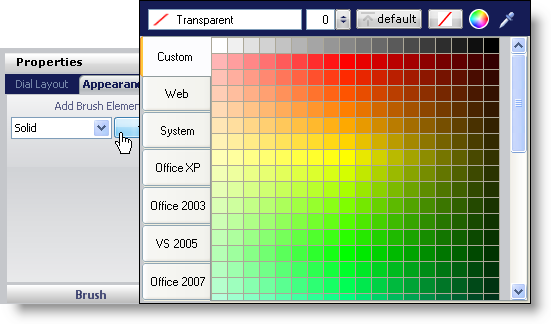 Transparent 0 default
Properties
Dial Layout Appearan
Add Brush Elemen
Solid
Custom
Web
System
Office XP
Office 2003
VS 2005
Office 2007
Brush